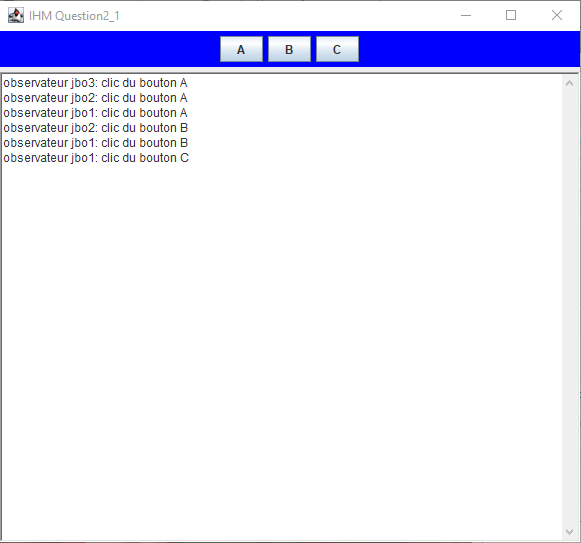 IHM Question2_1
A B C
observateur jbo3: clic du bouton A
observateur jbo2: clic du bouton A
observateur jbo1: clic du bouton A
observateur jbo2: clic du bouton B
observateur jbo1: clic du bouton B
observateur jbo1: clic du bouton C